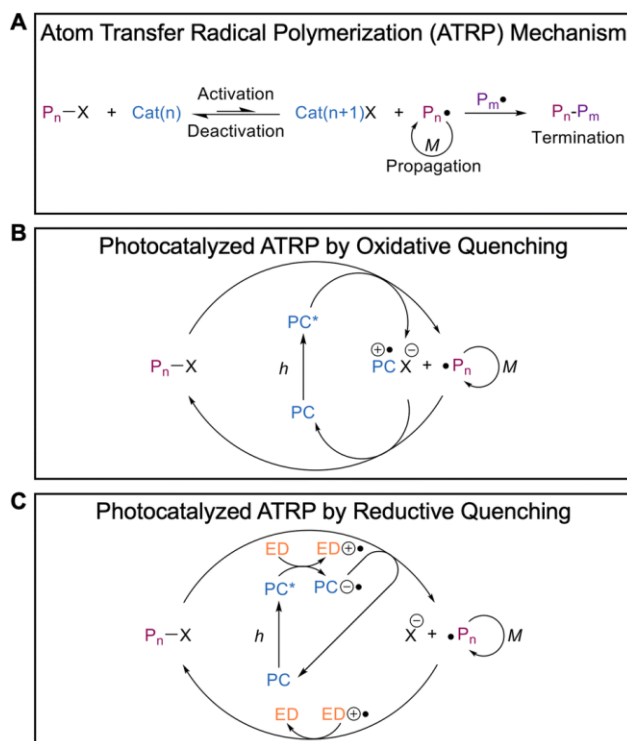 A
Atom Transfer Radical Polymerization (ATRP) Mechanism
Pn–X + Cat(n) Activation Deactivation Cat(n+1)X + Pn• Pm• Pn-Pm
M
Propagation
Termination
B
Photocatalyzed ATRP by Oxidative Quenching
PC*
Pn–X
h
⊕• ⊖
PC X + •Pn M
PC
C
Photocatalyzed ATRP by Reductive Quenching
ED ED⊕•
PC* PC⊖•
Pn–X
h
⊖
X + •Pn M
PC
ED ED⊕•